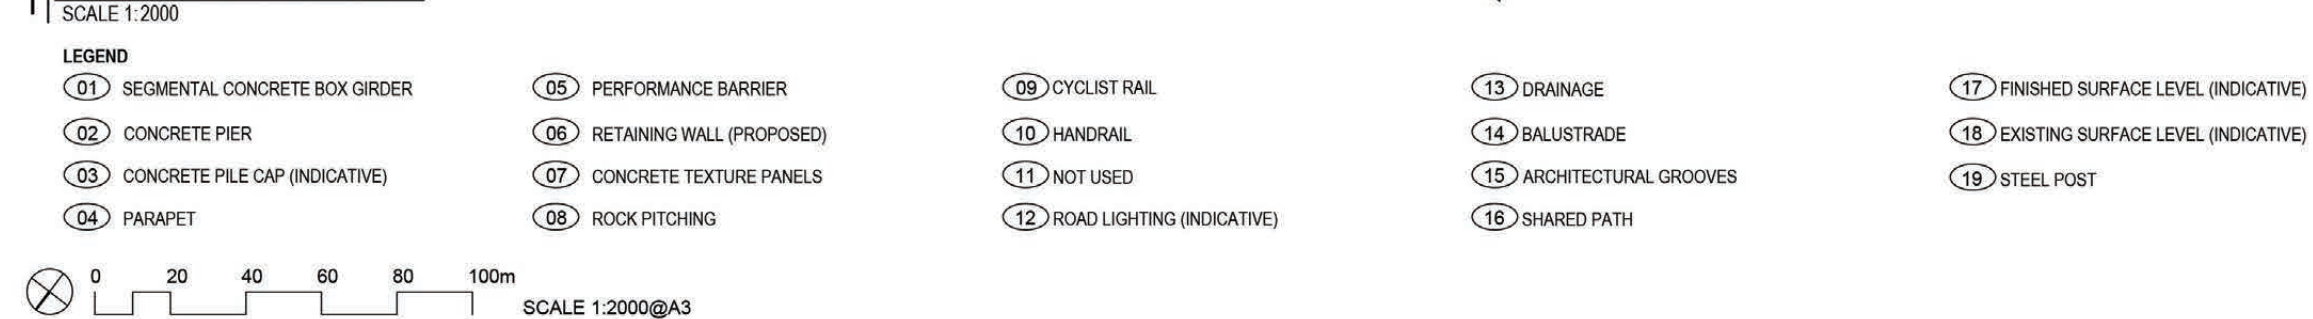 SCALE 1:2000
LEGEND
01 SEGMENTAL CONCRETE BOX GIRDER
02 CONCRETE PIER
03 CONCRETE PILE CAP (INDICATIVE)
04 PARAPET
05 PERFORMANCE BARRIER
06 RETAINING WALL (PROPOSED)
07 CONCRETE TEXTURE PANELS
08 ROCK PITCHING
09 CYCLIST RAIL
10 HANDRAIL
11 NOT USED
12 ROAD LIGHTING (INDICATIVE)
13 DRAINAGE
14 BALUSTRADE
15 ARCHITECTURAL GROOVES
16 SHARED PATH
17 FINISHED SURFACE LEVEL (INDICATIVE)
18 EXISTING SURFACE LEVEL (INDICATIVE)
19 STEEL POST
0 20 40 60 80 100m
SCALE 1:2000@A3